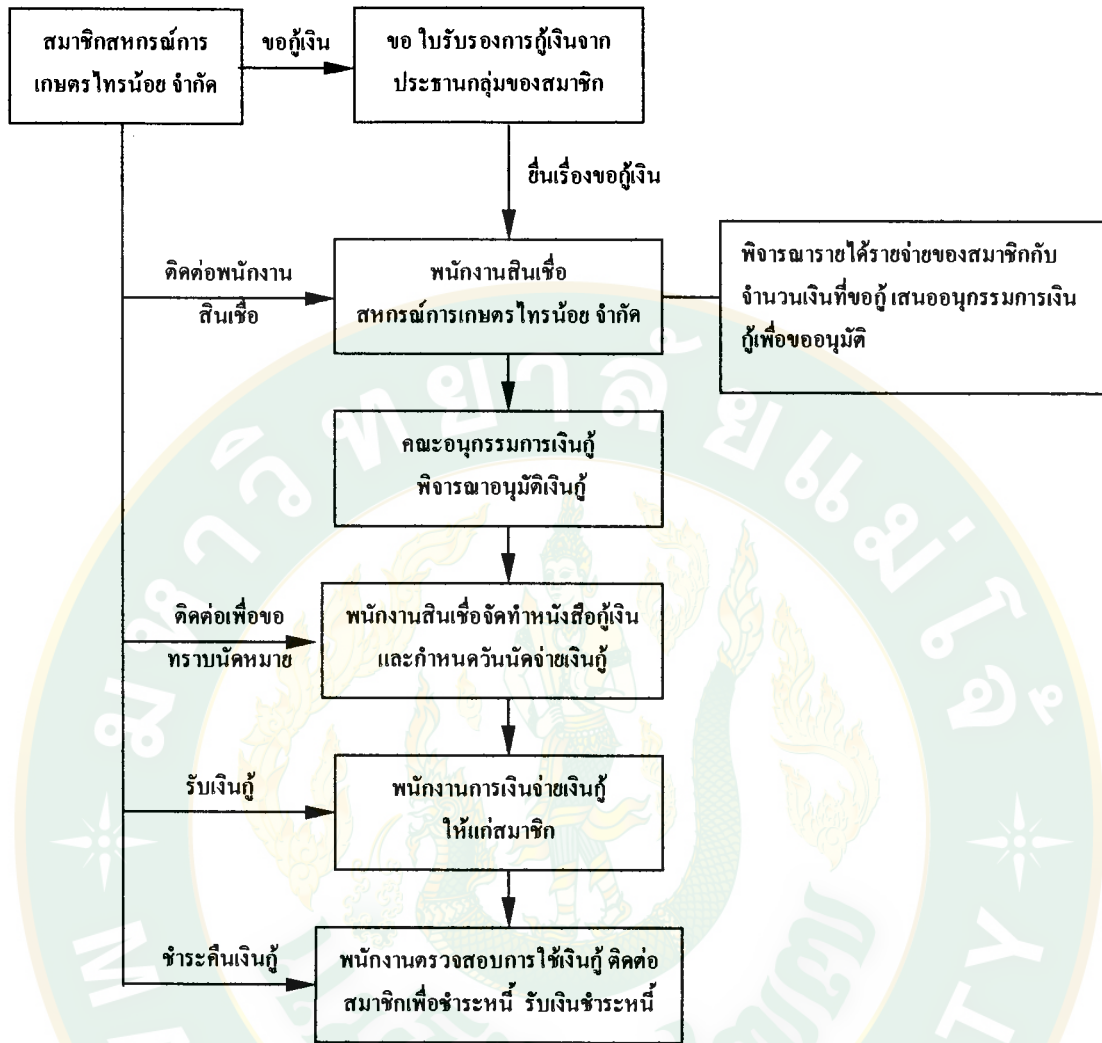 สมาชิกสหกรณ์การ
เกษตรไทรน้อย จำกัด
ขอกู้เงิน
ขอ ใบรับรองการกู้เงินจาก
ประธานกลุ่มของสมาชิก
ยื่นเรื่องขอกู้เงิน
ติดต่อพนักงาน
สินเชื่อ
พนักงานสินเชื่อ
สหกรณ์การเกษตรไทรน้อย จำกัด
พิจารณารายได้รายจ่ายของสมาชิกกับ
จำนวนเงินที่ขอกู้ เสนออนุกรรมการเงิน
กู้เพื่อขออนุมัติ
คณะอนุกรรมการเงินกู้
พิจารณาอนุมัติเงินกู้
ติดต่อเพื่อขอ
ทราบนัดหมาย
พนักงานสินเชื่อจัดทำหนังสือกู้เงิน
และกำหนดวันนัดจ่ายเงินกู้
รับเงินกู้
พนักงานการเงินจ่ายเงินกู้
ให้แก่สมาชิก
ชำระคืนเงินกู้
พนักงานตรวจสอบการใช้เงินกู้ ติดต่อ
สมาชิกเพื่อชำระหนี้ รับเงินชำระหนี้
มหาวิทยาลัยแม่โจ้